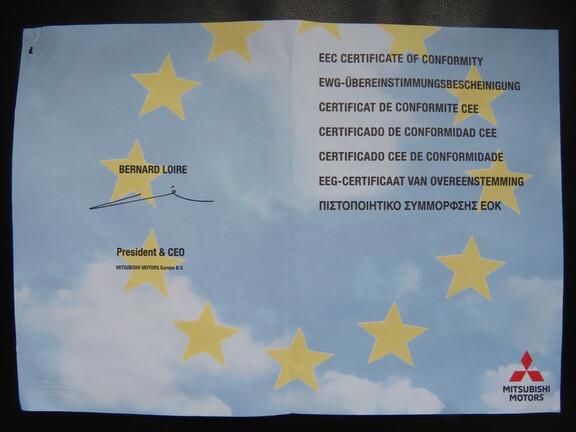 BERNARD LOIRE
President & CEO
MITSUBISHI MOTORS Europe B.V.
EEC CERTIFICATE OF CONFORMITY
EWG-ÜBEREINSTIMMUNGSBESCHEINIGUNG
CERTIFICAT DE CONFORMITE CEE
CERTIFICADO DE CONFORMIDAD CEE
CERTIFICADO CEE DE CONFORMIDADE
EEG-CERTIFICAAT VAN OVEREENSTEMMING
ΠΙΣΤΟΠΟΙΗΤΙΚΟ ΣΥΜΜΟΡΦΣΗΣ ΕΟΚ
MITSUBISHI
MOTORS